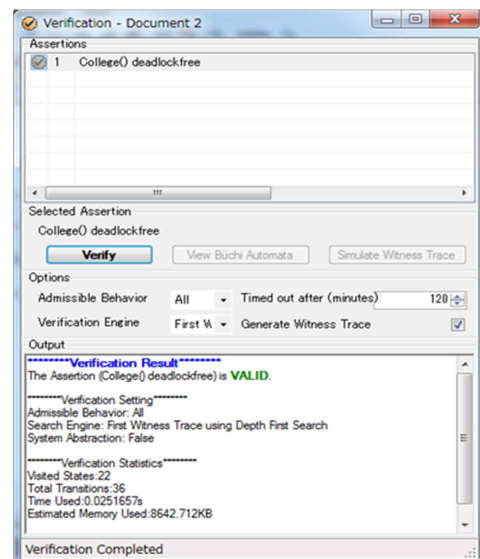 Verification - Document 2
Assertions
1 College() deadlockfree
Selected Assertion
College() deadlockfree
Verify View Büchi Automata Simulate Witness Trace
Options
Admissible Behavior All Timed out after (minutes) 120
Verification Engine First W Generate Witness Trace
Output
********Verification Result********
The Assertion (College() deadlockfree) is VALID.
********Verification Setting********
Admissible Behavior: All
Search Engine: First Witness Trace using Depth First Search
System Abstraction: False
********Verification Statistics********
Visited States:22
Total Transitions:36
Time Used:0.0251657s
Estimated Memory Used:8642.712KB
Verification Completed